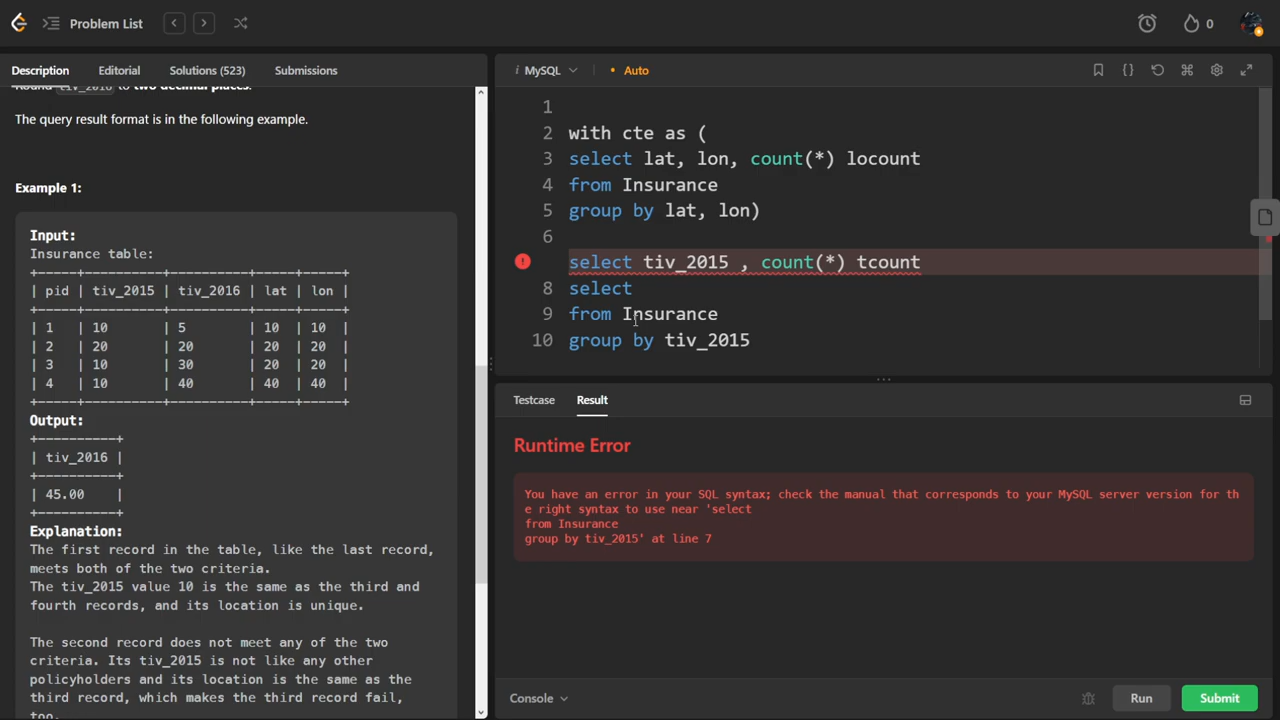 Problem List
0
Description
Editorial
Solutions (523)
Submissions
Round tiv_2016 to two decimal places.
The query result format is in the following example.
Example 1:
Input:
Insurance table:
+-----+----------+----------+-----+-----+
| pid | tiv_2015 | tiv_2016 | lat | lon |
+-----+----------+----------+-----+-----+
| 1 | 10 | 5 | 10 | 10 |
| 2 | 20 | 20 | 20 | 20 |
| 3 | 10 | 30 | 20 | 20 |
| 4 | 10 | 40 | 40 | 40 |
+-----+----------+----------+-----+-----+
Output:
+----------+
| tiv_2016 |
+----------+
| 45.00 |
+----------+
Explanation:
The first record in the table, like the last record,
meets both of the two criteria.
The tiv_2015 value 10 is the same as the third and
fourth records, and its location is unique.
The second record does not meet any of the two
criteria. Its tiv_2015 is not like any other
policyholders and its location is the same as the
third record, which makes the third record fail,
too.
i MySQL
• Auto
1
2 with cte as (
3 select lat, lon, count(*) locount
4 from Insurance
5 group by lat, lon)
6
select tiv_2015 , count(*) tcount
8 select
9 from Insurance
10 group by tiv_2015
Testcase
Result
Runtime Error
You have an error in your SQL syntax; check the manual that corresponds to your MySQL server version for th
e right syntax to use near 'select
from Insurance
group by tiv_2015' at line 7
Console
Run
Submit